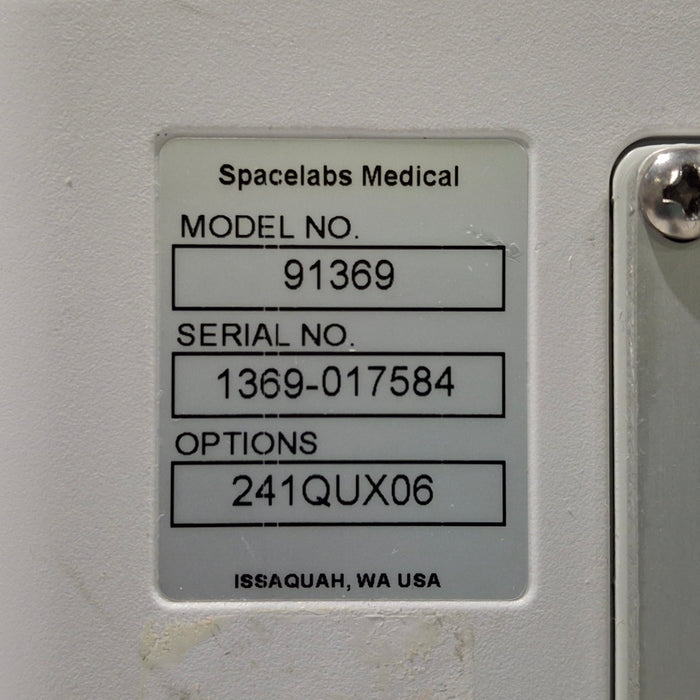 Spacelabs Medical
MODEL NO.
91369
SERIAL NO.
1369-017584
OPTIONS
241QUX06
ISSAQUAH, WA USA